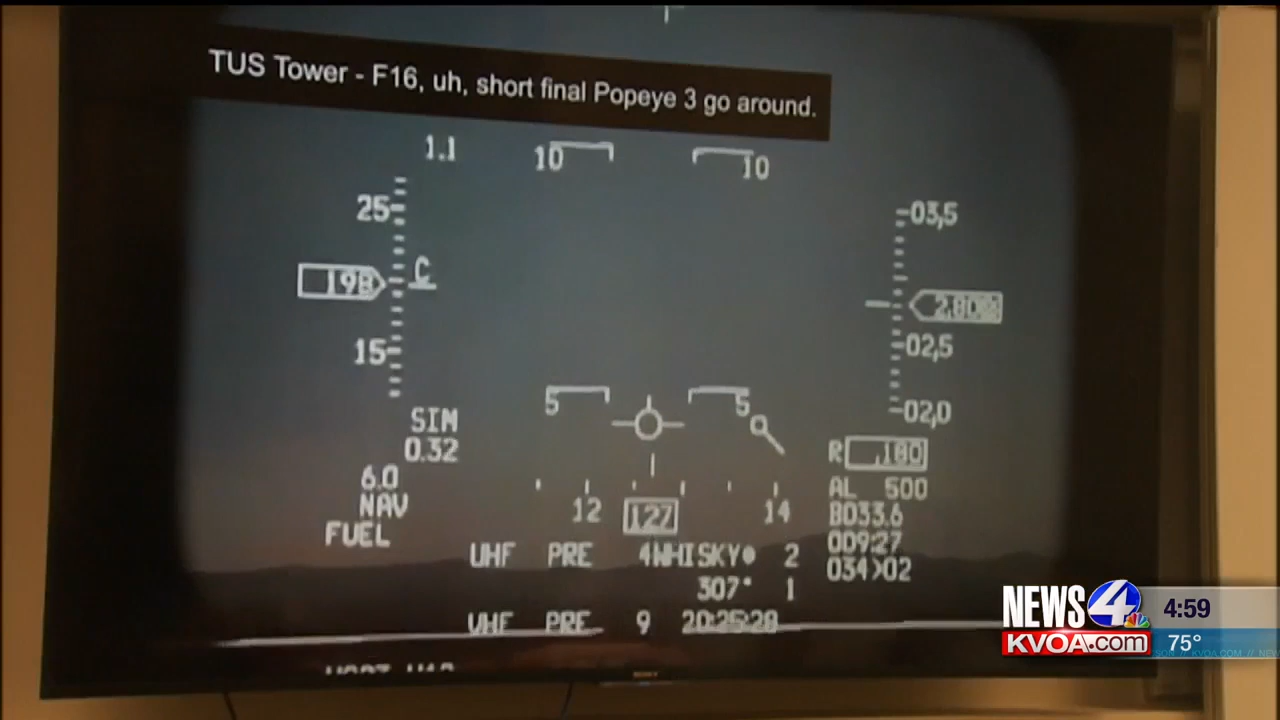 TUS Tower - F16, uh, short final Popeye 3 go around.
1.1
10 10
25 03,5
198 C
15 02,5
5 5
02,0
SIM
0.32
R .180
6.0
AL 500
NAV
12 127 14
B033.6
FUEL
009:27
UHF PRE 4WHISKY 2
034>02
307° 1
VHF PRE 9 20:25:28
NEWS 4 4:59
KVOA.com 75°
SONY